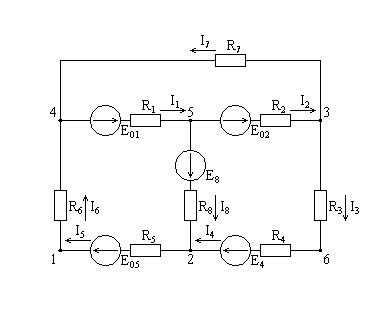 I7 R7
4 R1 I1 5 R2 I2 3
E01 E02
E8
R6 I6 R8 I8 R3 I3
I5 R5 I4 R4
1 E05 2 E4 6